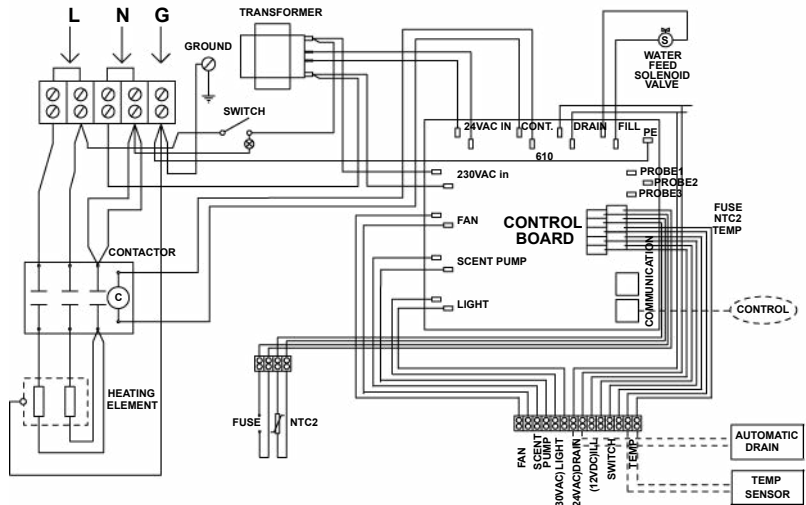 L N G
TRANSFORMER
GROUND
SWITCH
S
WATER
FEED
SOLENOID
VALVE
24VAC IN CONT. DRAIN FILL
610
PE
230VAC in
PROBE1
PROBE2
PROBE3
FAN
CONTROL
BOARD
FUSE
NTC2
TEMP
SCENT PUMP
LIGHT
COMMUNICATION
CONTROL
CONTACTOR
C
HEATING
ELEMENT
FUSE
NTC2
FAN
SCENT
PUMP
30VAC) LIGHT
24VAC)DRAIN
(12VDC)ILL
SWITCH
TEMP
AUTOMATIC
DRAIN
TEMP
SENSOR